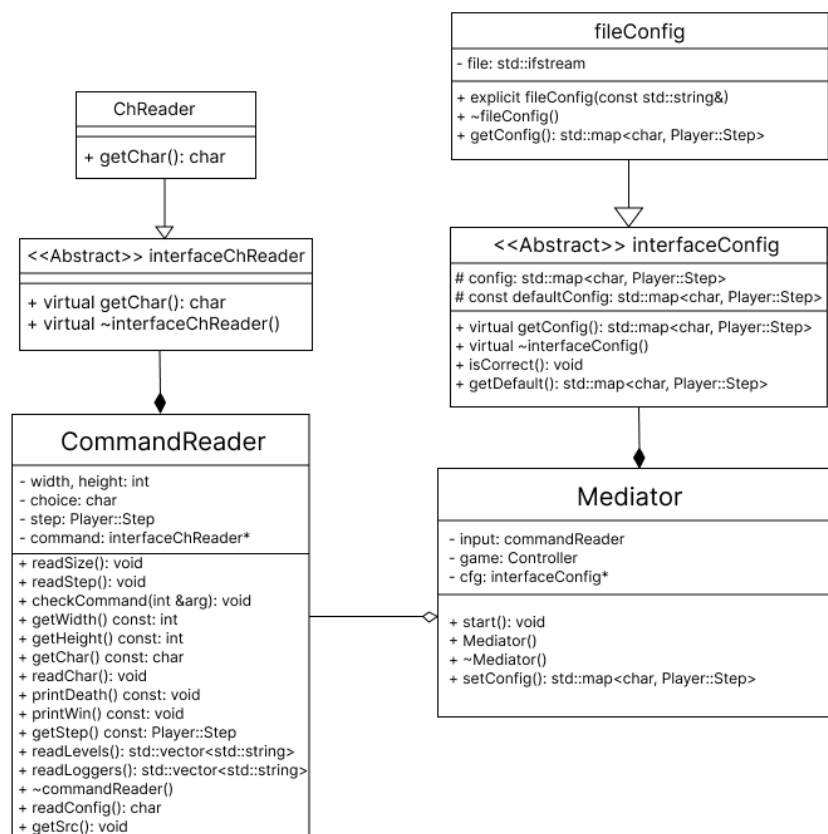 fileConfig
- file: std::ifstream
+ explicit fileConfig(const std::string&)
+ ~fileConfig()
+ getConfig(): std::map<char, Player::Step>
ChReader
+ getChar(): char
<<Abstract>> interfaceChReader
+ virtual getChar(): char
+ virtual ~interfaceChReader()
<<Abstract>> interfaceConfig
# config: std::map<char, Player::Step>
# const defaultConfig: std::map<char, Player::Step>
+ virtual getConfig(): std::map<char, Player::Step>
+ virtual ~interfaceConfig()
+ isCorrect(): void
+ getDefault(): std::map<char, Player::Step>
CommandReader
- width, height: int
- choice: char
- step: Player::Step
- command: interfaceChReader*
+ readSize(): void
+ readStep(): void
+ checkCommand(int &arg): void
+ getWidth() const: int
+ getHeight() const: int
+ getChar() const: char
+ readChar(): void
+ printDeath() const: void
+ printWin() const: void
+ getStep() const: Player::Step
+ readLevels(): std::vector<std::string>
+ readLoggers(): std::vector<std::string>
+ ~commandReader()
+ readConfig(): char
+ getSrc(): void
Mediator
- input: commandReader
- game: Controller
- cfg: interfaceConfig*
+ start(): void
+ Mediator()
+ ~Mediator()
+ setConfig(): std::map<char, Player::Step>